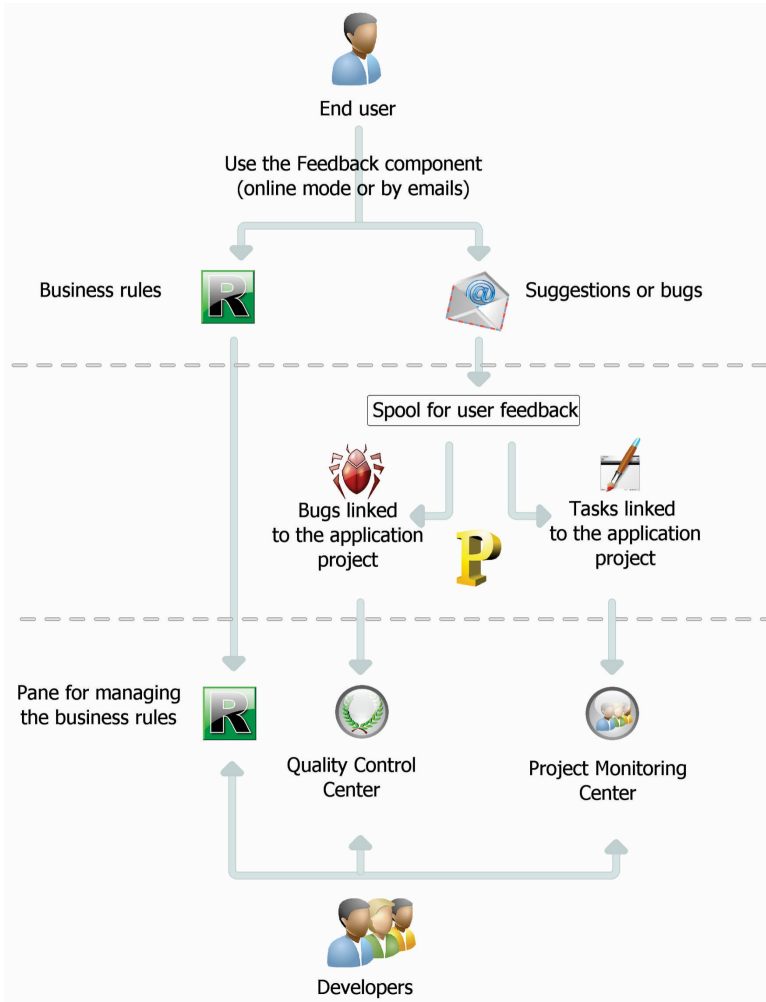 End user
Use the Feedback component
(online mode or by emails)
Business rules
R
@
Suggestions or bugs
Spool for user feedback
Bugs linked
to the application
project
P
Tasks linked
to the application
project
Pane for managing
the business rules
R
Quality Control
Center
Project Monitoring
Center
Developers